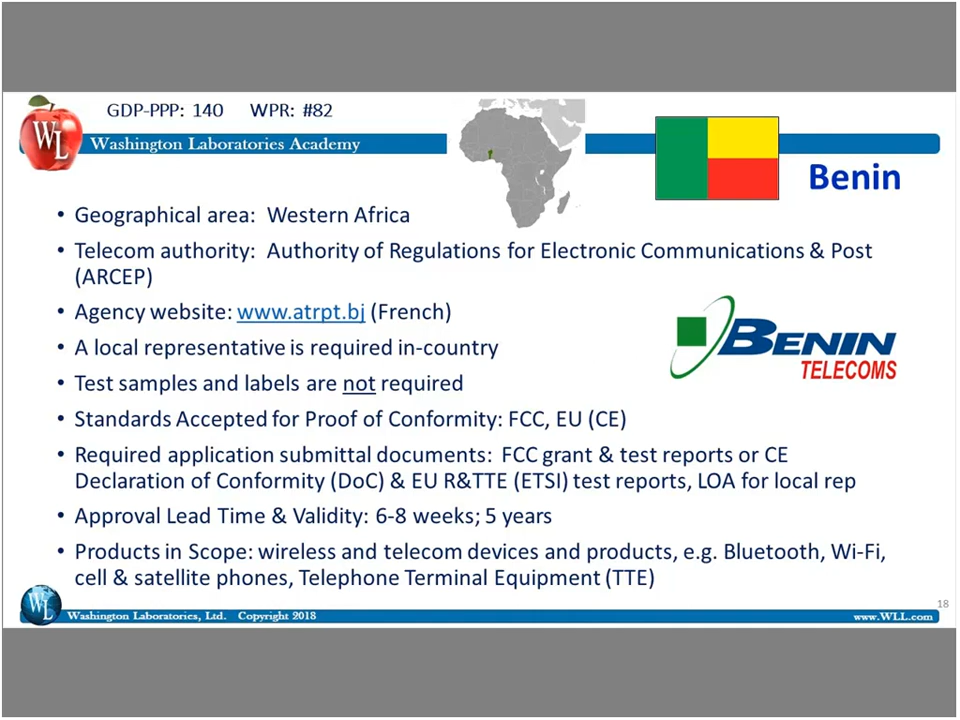 GDP-PPP: 140 WPR: #82
WL
Washington Laboratories Academy
Benin
• Geographical area: Western Africa
• Telecom authority: Authority of Regulations for Electronic Communications & Post
(ARCEP)
• Agency website: www.atrpt.bj (French)
• A local representative is required in-country
BENIN
TELECOMS
• Test samples and labels are not required
• Standards Accepted for Proof of Conformity: FCC, EU (CE)
• Required application submittal documents: FCC grant & test reports or CE
Declaration of Conformity (DoC) & EU R&TTE (ETSI) test reports, LOA for local rep
• Approval Lead Time & Validity: 6-8 weeks; 5 years
• Products in Scope: wireless and telecom devices and products, e.g. Bluetooth, Wi-Fi,
cell & satellite phones, Telephone Terminal Equipment (TTE)
18
WL
Washington Laboratories, Ltd. Copyright 2018
www.WLL.com